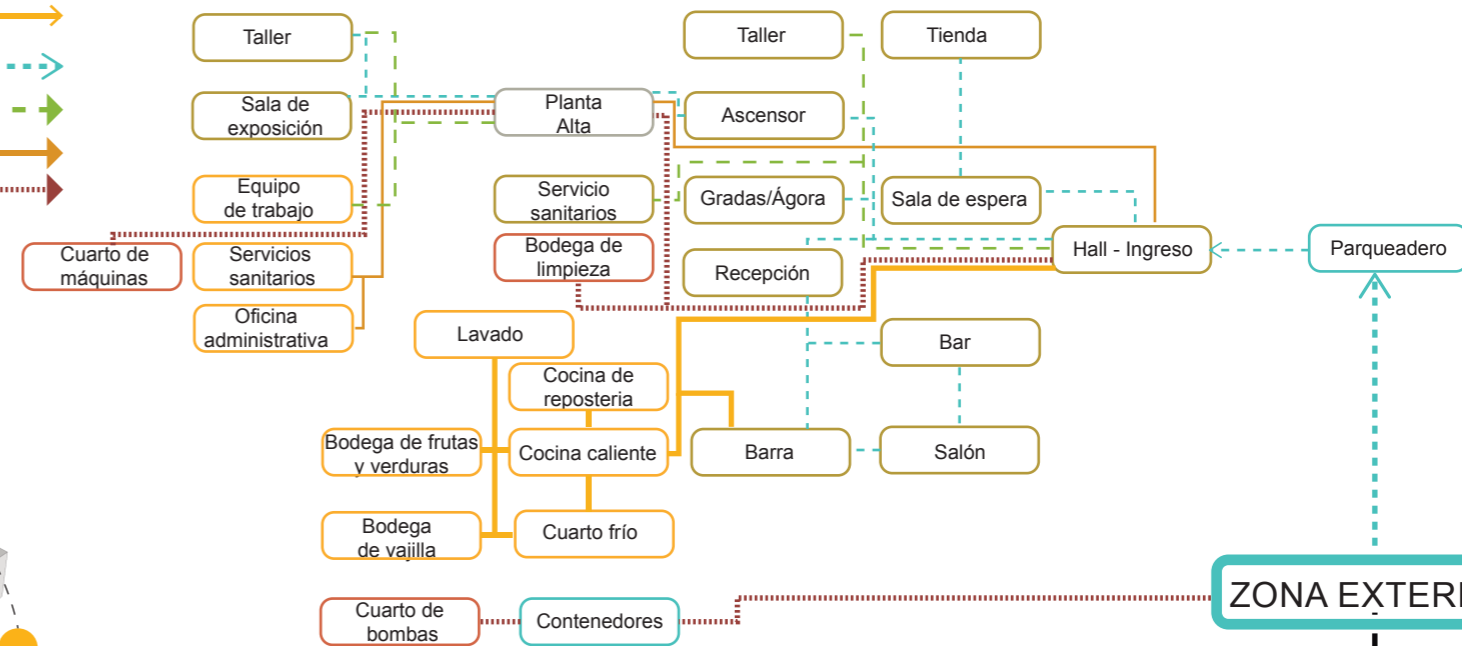 Taller
Taller
Tienda
Sala de
exposición
Planta
Alta
Ascensor
Equipo
de trabajo
Servicio
sanitarios
Gradas/Ágora
Sala de espera
Cuarto de
máquinas
Servicios
sanitarios
Bodega de
limpieza
Recepción
Hall - Ingreso
Parqueadero
Oficina
administrativa
Lavado
Bar
Cocina de
reposteria
Bodega de frutas
y verduras
Cocina caliente
Barra
Salón
Bodega
de vajilla
Cuarto frío
Cuarto de
bombas
Contenedores
ZONA EXTERI